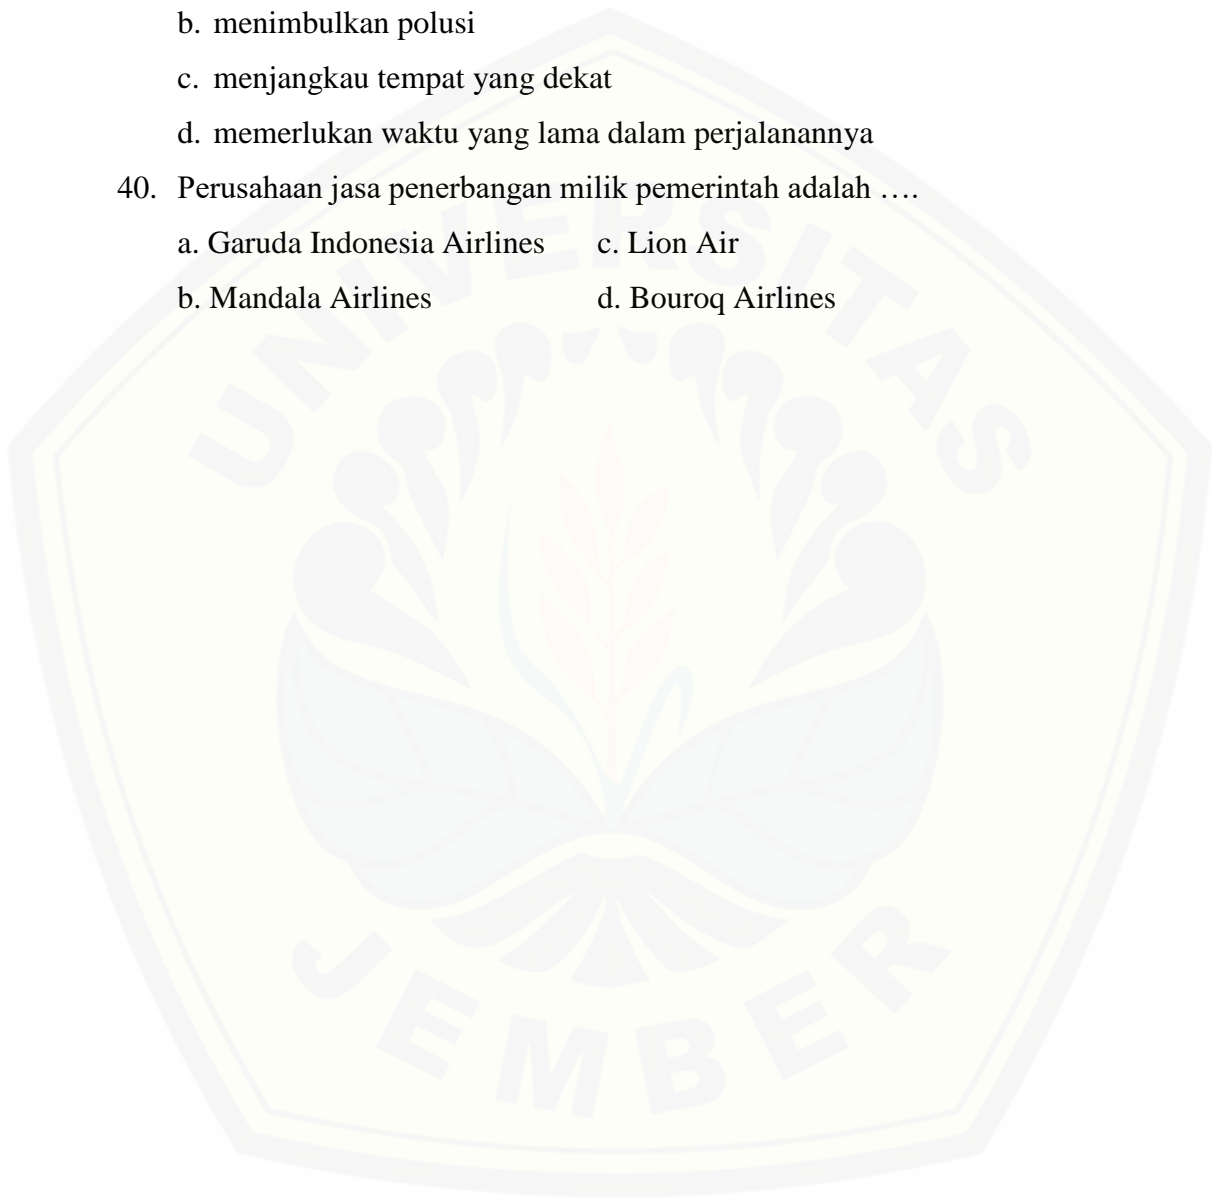 b. menimbulkan polusi
c. menjangkau tempat yang dekat
d. memerlukan waktu yang lama dalam perjalanannya
40. Perusahaan jasa penerbangan milik pemerintah adalah ….
a. Garuda Indonesia Airlines c. Lion Air
b. Mandala Airlines d. Bouroq Airlines
UNIVERSITAS
JEMBER